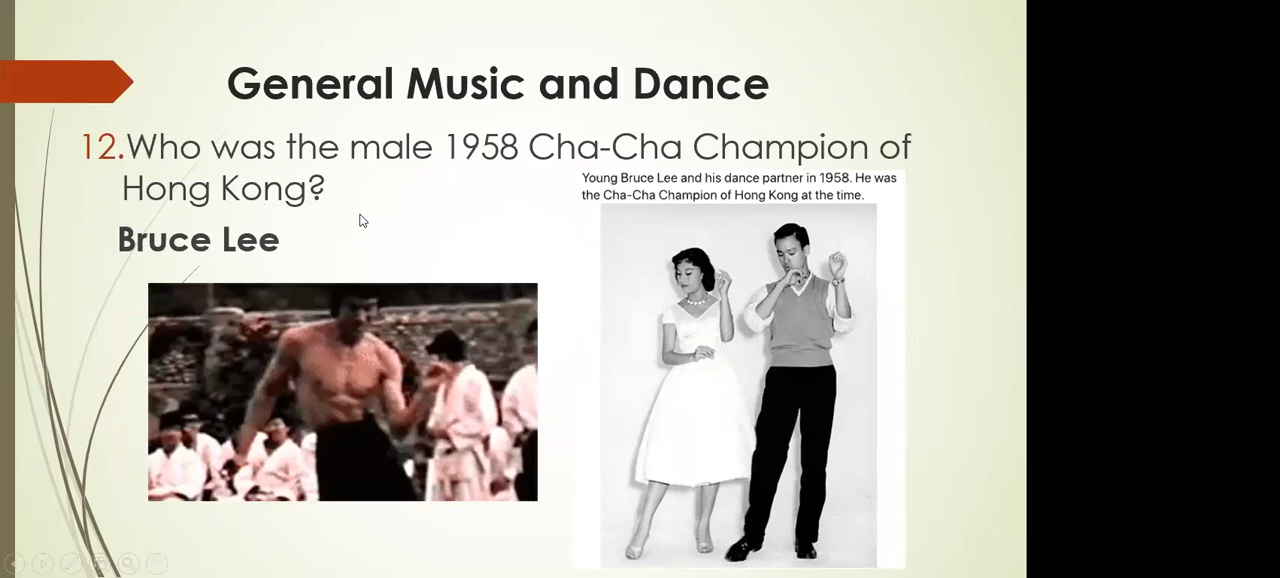 General Music and Dance
12.Who was the male 1958 Cha-Cha Champion of
Hong Kong?
Young Bruce Lee and his dance partner in 1958. He was
the Cha-Cha Champion of Hong Kong at the time.
Bruce Lee